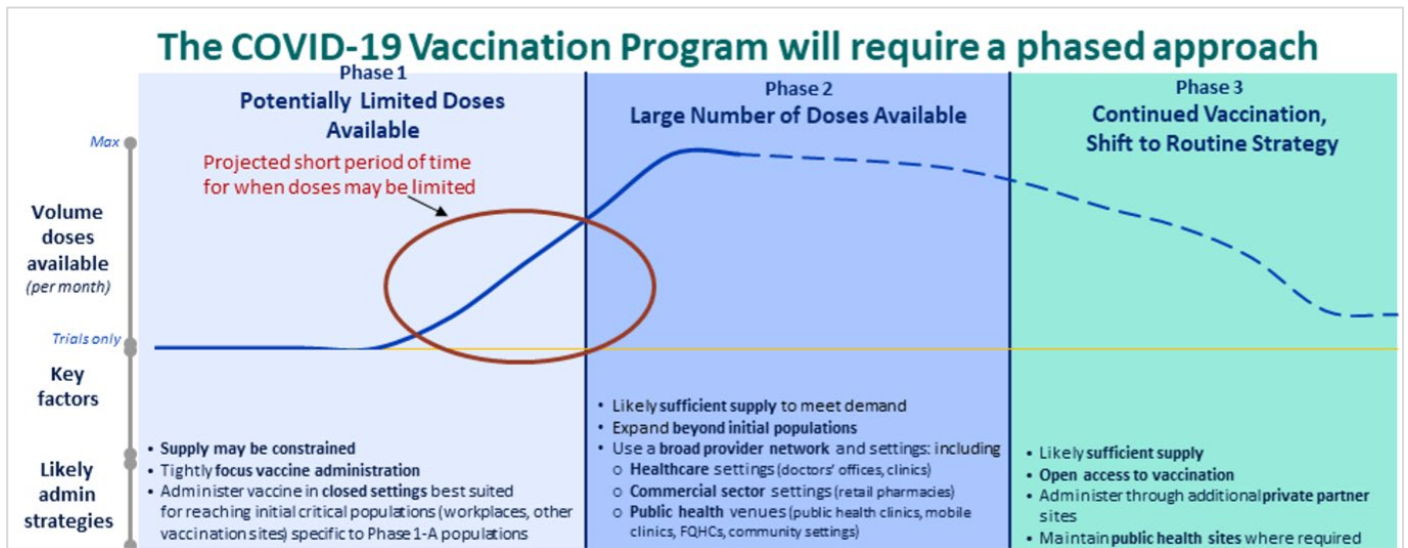 The COVID-19 Vaccination Program will require a phased approach
Phase 1
Potentially Limited Doses
Available
Projected short period of time
for when doses may be limited
Phase 2
Large Number of Doses Available
Phase 3
Continued Vaccination,
Shift to Routine Strategy
Max
Volume
doses
available
(per month)
Trials only
Key
factors
Likely
admin
strategies
• Supply may be constrained
• Tightly focus vaccine administration
• Administer vaccine in closed settings best suited
for reaching initial critical populations (workplaces, other
vaccination sites) specific to Phase 1-A populations
• Likely sufficient supply to meet demand
• Expand beyond initial populations
• Use a broad provider network and settings: including
o Healthcare settings (doctors' offices, clinics)
o Commercial sector settings (retail pharmacies)
o Public health venues (public health clinics, mobile
clinics, FQHCs, community settings)
• Likely sufficient supply
• Open access to vaccination
• Administer through additional private partner
sites
• Maintain public health sites where required